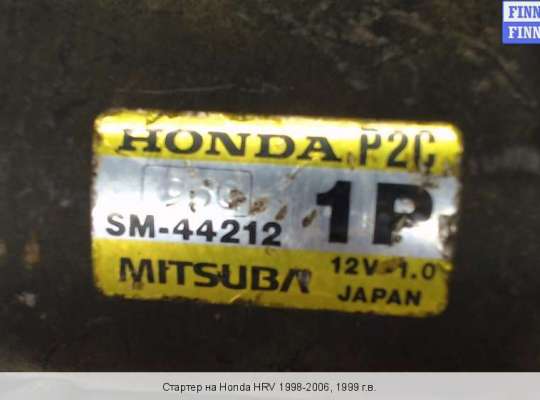 FINN
FINN
HONDA P2C
SM-44212
1P
MITSUBA
12V 1.0
JAPAN
Стартер на Honda HRV 1998-2006, 1999 г.в.